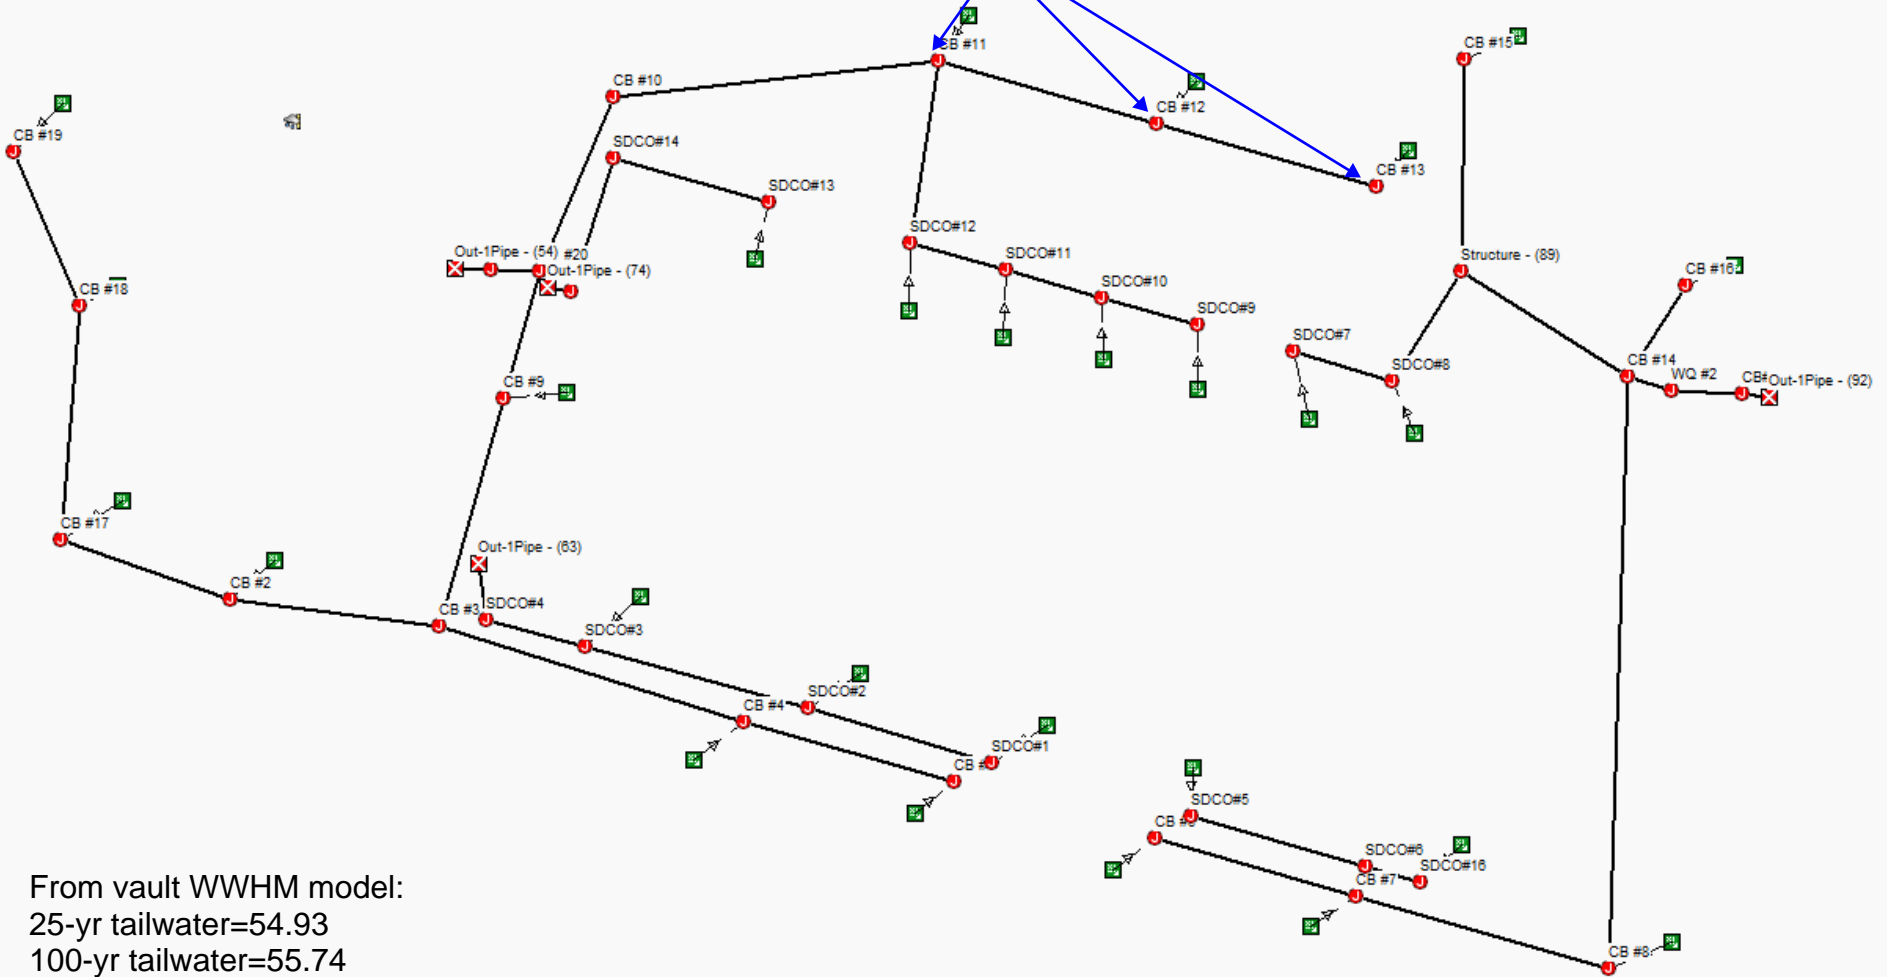 CB #11
CB #15
CB #10
CB #12
CB #19
SDCO#14
CB #13
SDCO#13
SDCO#12
Out-1Pipe - (54)
#20
SDCO#11
Structure - (89)
Out-1Pipe - (74)
CB #16
SDCO#10
CB #18
SDCO#9
SDCO#7
CB #14
SDCO#8
WQ #2
CB#
Out-1Pipe - (92)
CB #9
CB #17
Out-1Pipe - (63)
CB #2
CB #3
SDCO#4
SDCO#3
SDCO#2
CB #4
SDCO#1
CB #
SDCO#5
CB #
SDCO#6
SDCO#16
CB #7
CB #8
From vault WWHM model:
25-yr tailwater=54.93
100-yr tailwater=55.74